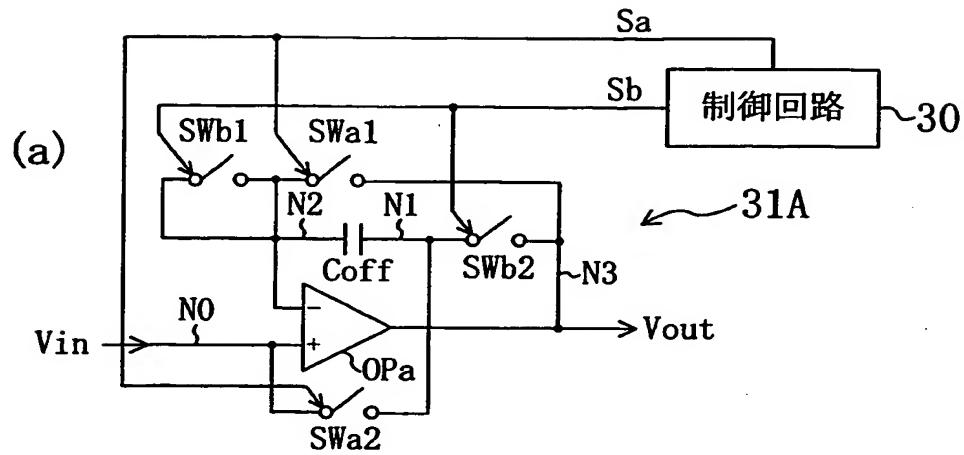 Sa
Sb
制御回路
30
(a)
SWb1
SWa1
31A
N2
N1
Coff
SWb2
N3
N0
Vin
−
+
OPa
Vout
SWa2